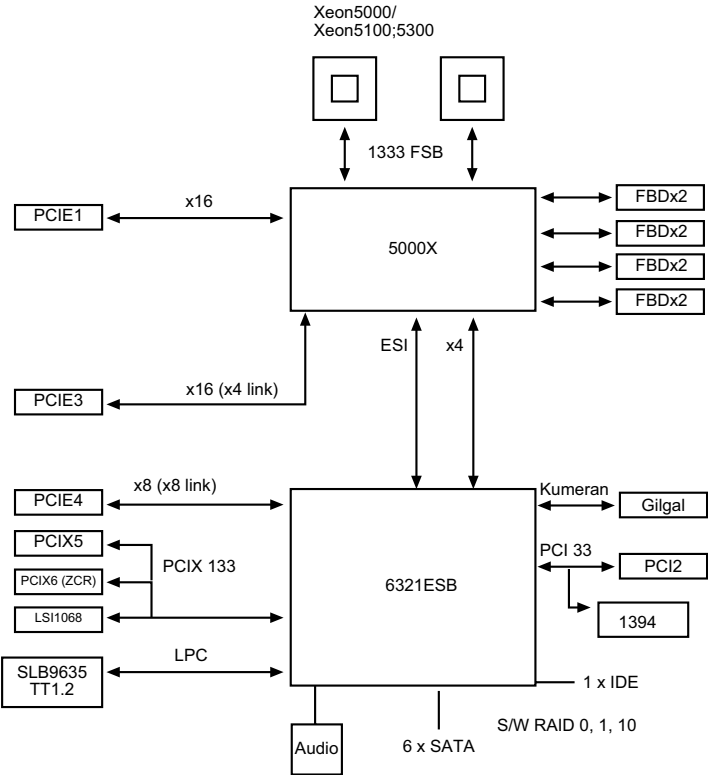 Xeon5000/
Xeon5100;5300
1333 FSB
PCIE1
x16
5000X
FBDx2
FBDx2
FBDx2
FBDx2
ESI
x4
PCIE3
x16 (x4 link)
PCIE4
x8 (x8 link)
Kumeran
Gilgal
PCIX5
PCIX 133
PCI 33
PCI2
PCIX6 (ZCR)
6321ESB
LSI1068
1394
SLB9635
TT1.2
LPC
1 x IDE
S/W RAID 0, 1, 10
Audio
6 x SATA